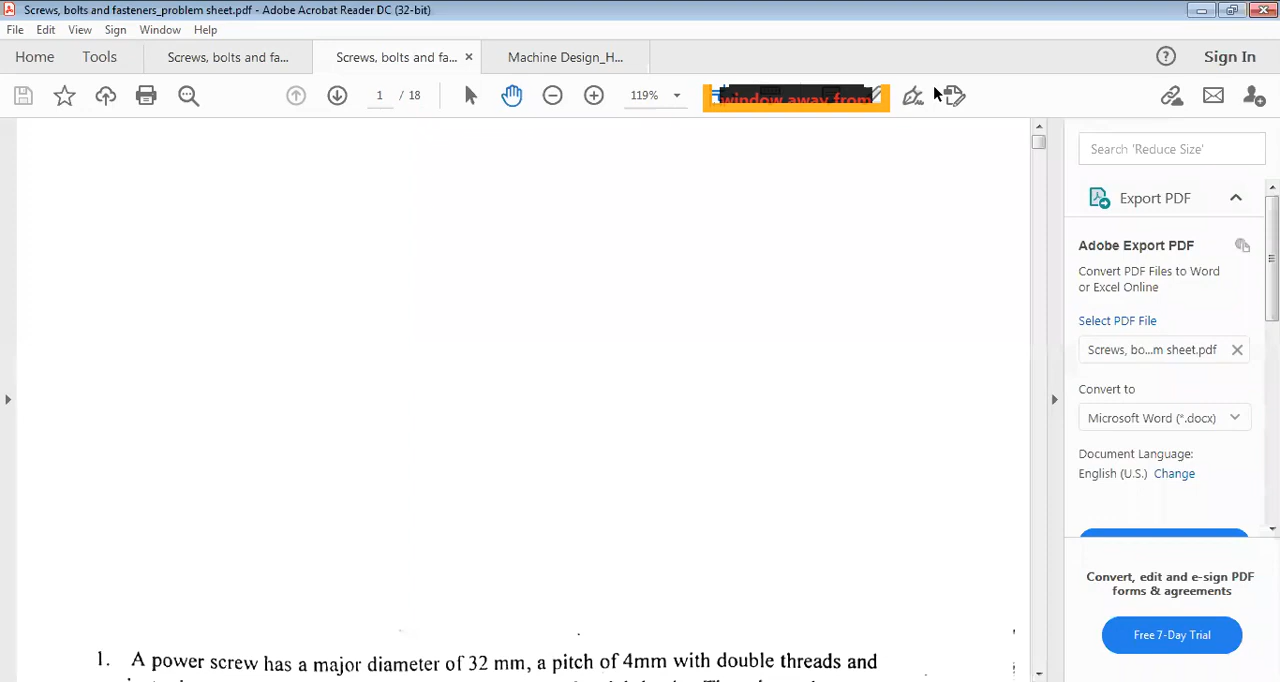 Screws, bolts and fasteners_problem sheet.pdf - Adobe Acrobat Reader DC (32-bit)
File Edit View Sign Window Help
Home Tools Screws, bolts and fa... Screws, bolts and fa... × Machine Design_H... Sign In
1 / 18 119% window away from
Search 'Reduce Size'
Export PDF
Adobe Export PDF
Convert PDF Files to Word
or Excel Online
Select PDF File
Screws, bo...m sheet.pdf
Convert to
Microsoft Word (*.docx)
Document Language:
English (U.S.) Change
Convert, edit and e-sign PDF
forms & agreements
Free 7-Day Trial
1. A power screw has a major diameter of 32 mm, a pitch of 4mm with double threads and